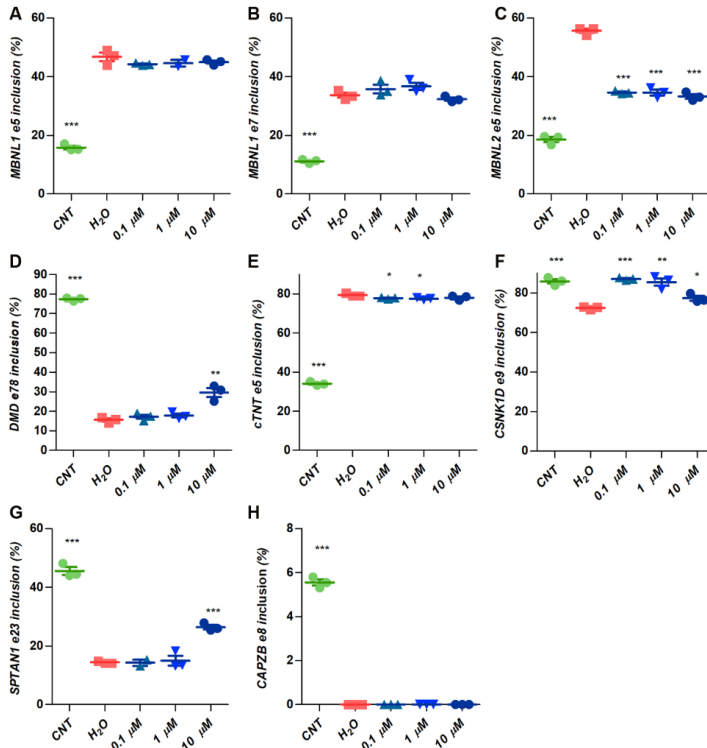 A
MBNL1 e5 inclusion (%)
60
40
20
0
***
CNT
H₂O
0.1 µM
1 µM
10 µM
B
MBNL1 e7 inclusion (%)
60
40
20
0
***
CNT
H₂O
0.1 µM
1 µM
10 µM
C
MBNL2 e5 inclusion (%)
60
40
20
0
***
***
***
***
CNT
H₂O
0.1 µM
1 µM
10 µM
D
DMD e78 inclusion (%)
90
80
70
60
50
40
30
20
10
0
***
**
CNT
H₂O
0.1 µM
1 µM
10 µM
E
cTNT e5 inclusion (%)
80
60
40
20
0
***
*
*
CNT
H₂O
0.1 µM
1 µM
10 µM
F
CSNK1D e9 inclusion (%)
80
60
40
20
0
***
***
**
*
CNT
H₂O
0.1 µM
1 µM
10 µM
G
SPTAN1 e23 inclusion (%)
60
40
20
0
***
***
CNT
H₂O
0.1 µM
1 µM
10 µM
H
CAPZB e8 inclusion (%)
8
6
4
2
0
***
CNT
H₂O
0.1 µM
1 µM
10 µM